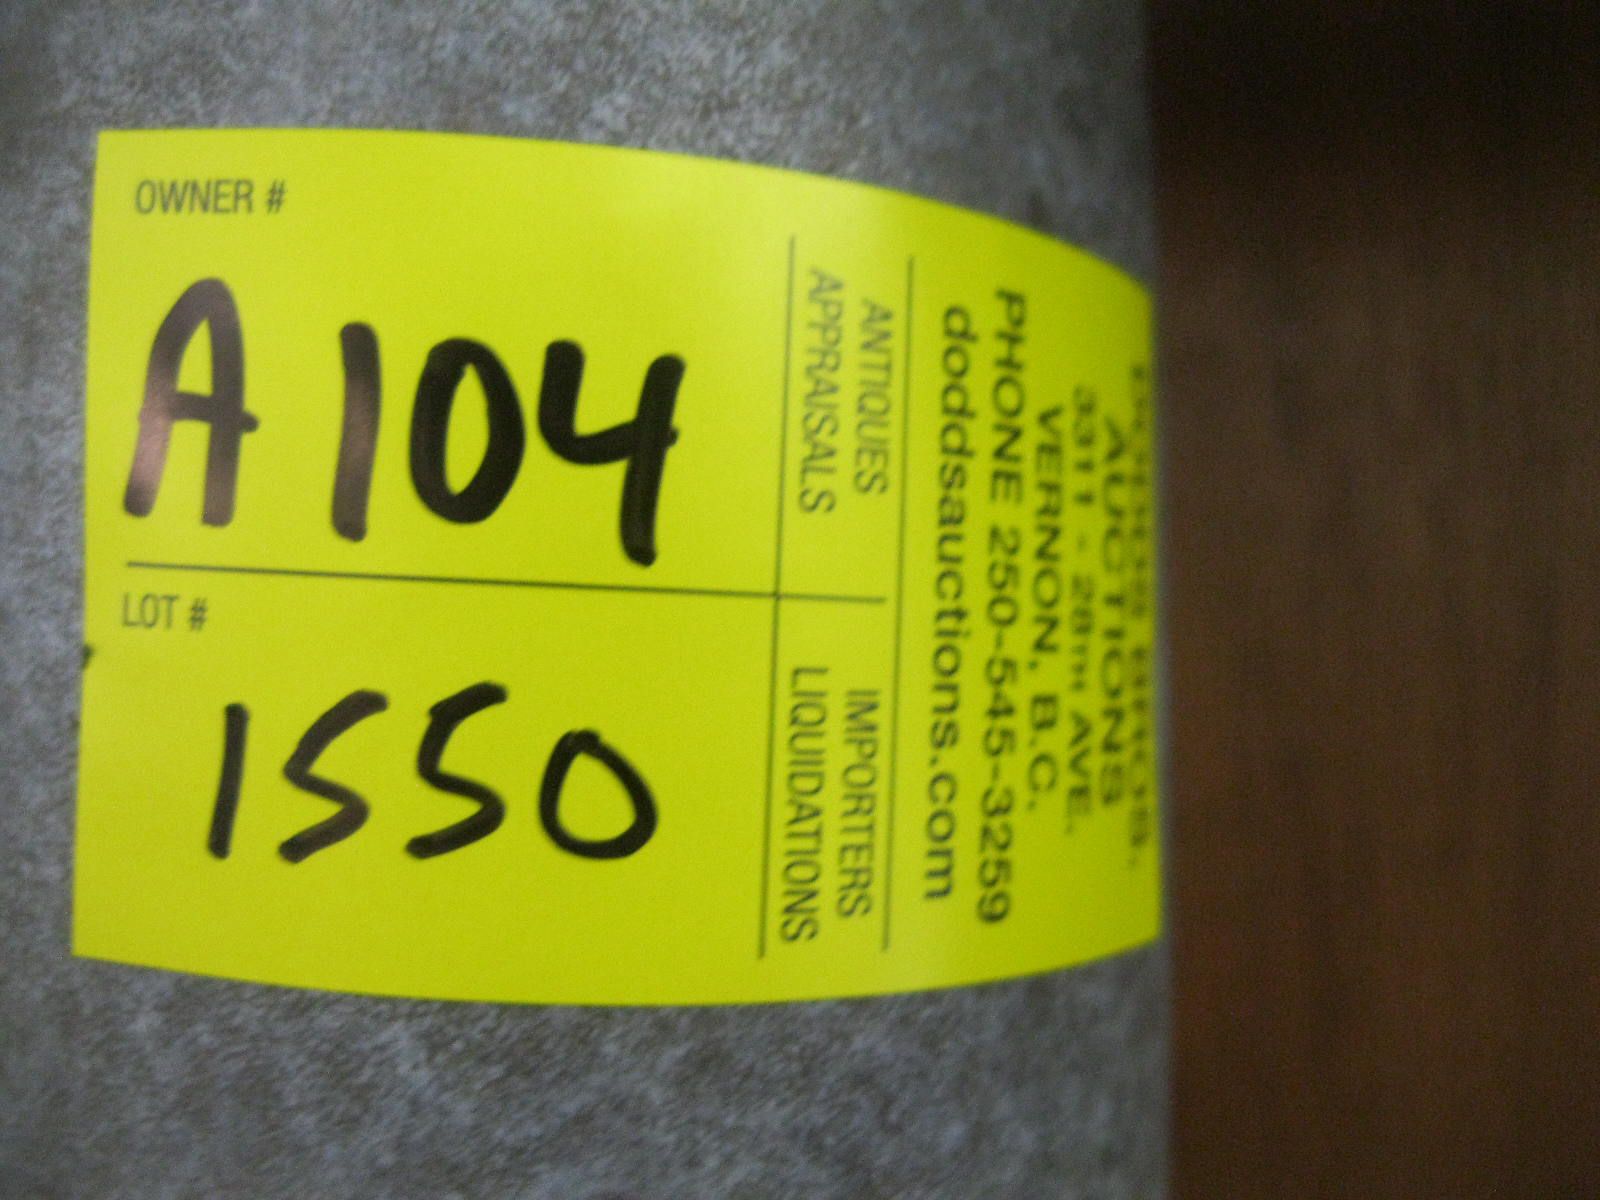 OWNER #
A104
LOT #
1550
AUCTIONS
3311 - 28TH AVE.
VERNON, B.C.
PHONE 250-545-3259
doddsauctions.com
ANTIQUES
APPRAISALS
IMPORTERS
LIQUIDATIONS